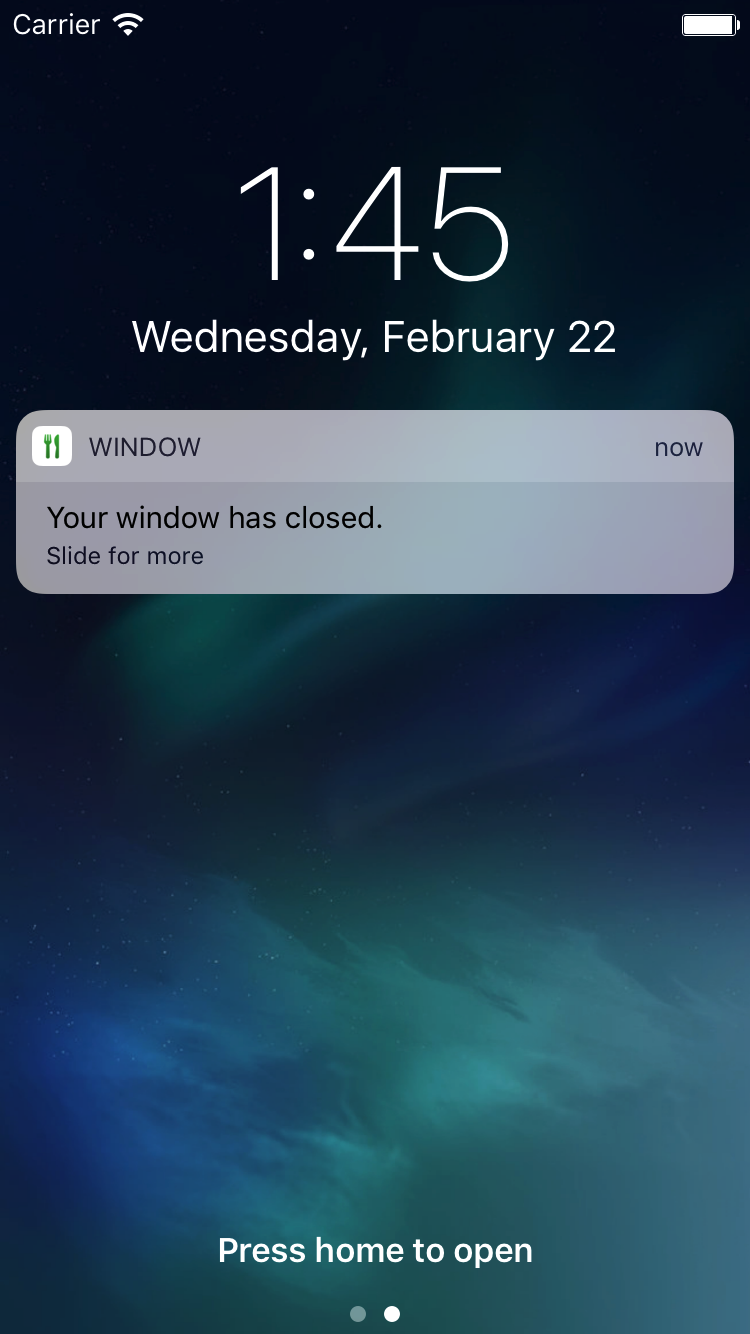 Carrier
1:45
Wednesday, February 22
WINDOW now
Your window has closed.
Slide for more
Press home to open